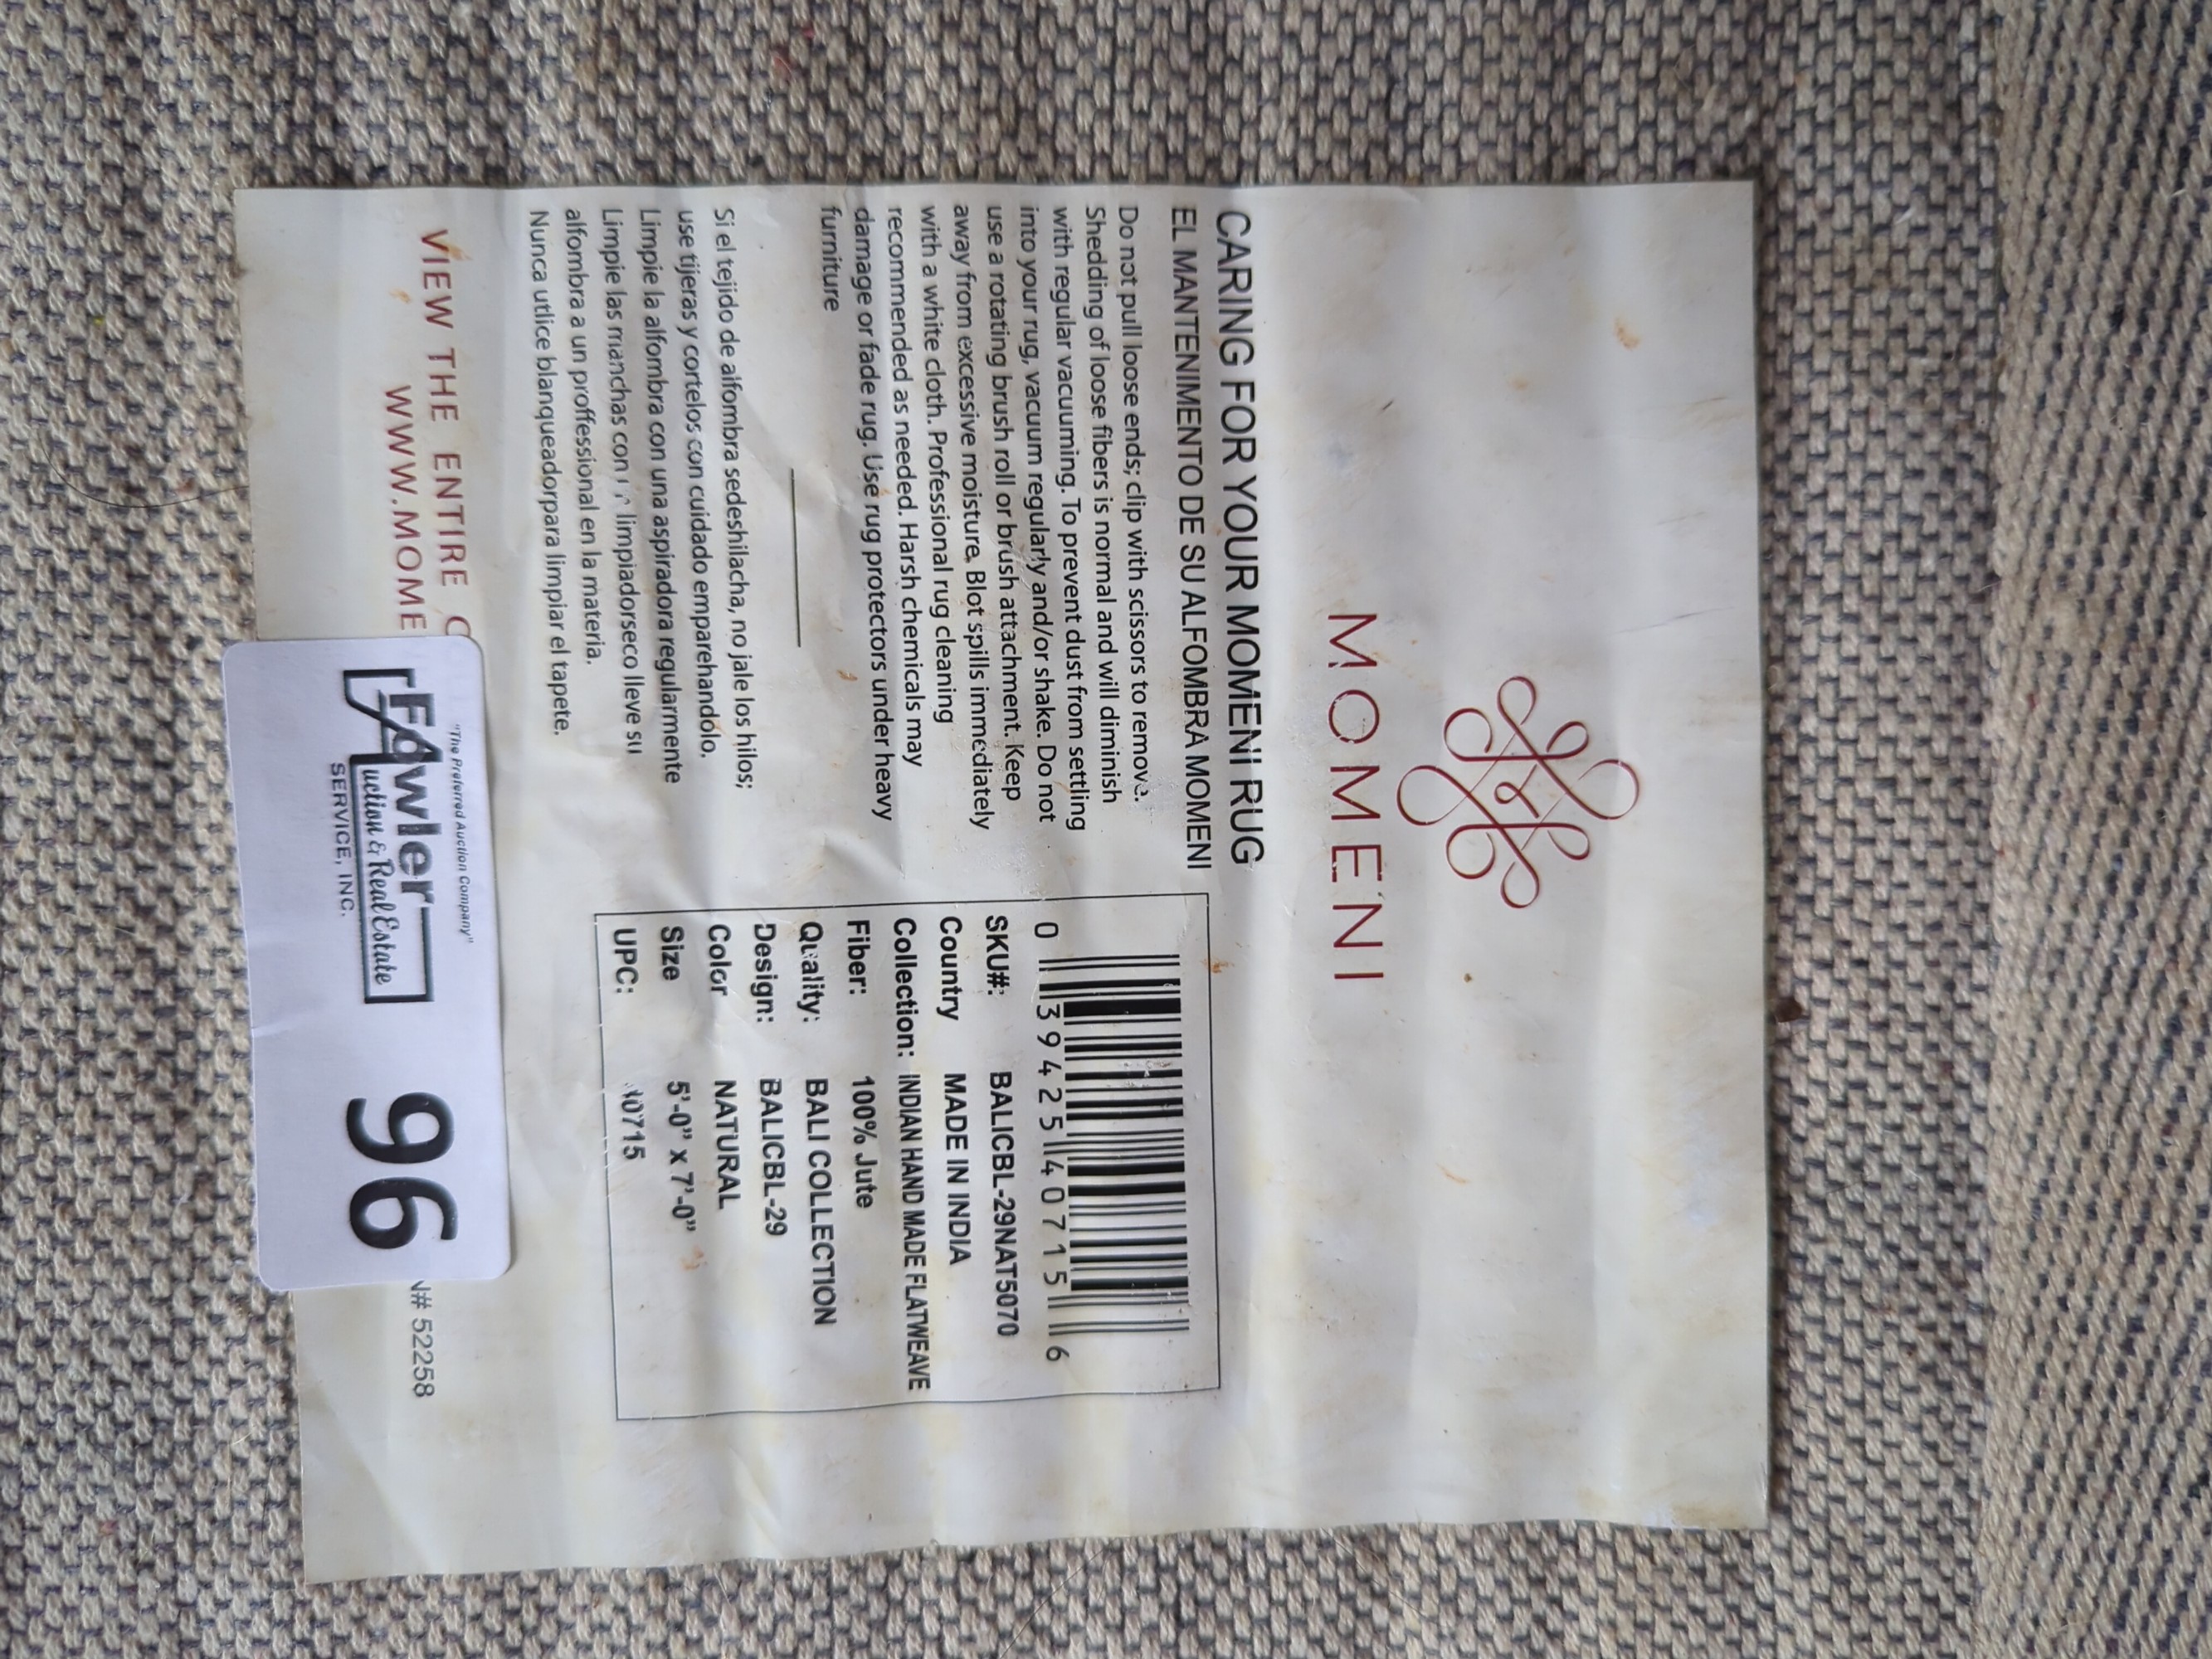 MOMENI
CARING FOR YOUR MOMENI RUG
EL MANTENIMENTO DE SU ALFOMBRA MOMENI
Do not pull loose ends; clip with scissors to remove.
Shedding of loose fibers is normal and will diminish
with regular vacuuming. To prevent dust from settling
into your rug, vacuum regularly and/or shake. Do not
use a rotating brush roll or brush attachment. Keep
away from excessive moisture. Blot spills immediately
with a white cloth. Professional rug cleaning
recommended as needed. Harsh chemicals may
damage or fade rug. Use rug protectors under heavy
furniture
Si el tejido de alfombra sedeshilacha, no jale los hilos;
use tijeras y cortelos con cuidado emparehandolo.
Limpie la alfombra con una aspiradora regularmente
Limpie las manchas con limpiadorseco lleve su
alfombra a un proffessional en la materia.
Nunca utlice blanqueadorpara limpiar el tapete.
0 39425 40715 6
SKU#: BALICBL-29NAT5070
Country MADE IN INDIA
Collection: INDIAN HAND MADE FLATWEAVE
Fiber: 100% Jute
Quality: BALI COLLECTION
Design: BALICBL-29
Color NATURAL
Size 5'-0" x 7'-0"
UPC: 40715
VIEW THE ENTIRE
WWW.MOME
N# 52258
"The Preferred Auction Company"
Fowler
Auction & Real Estate
SERVICE, INC.
96